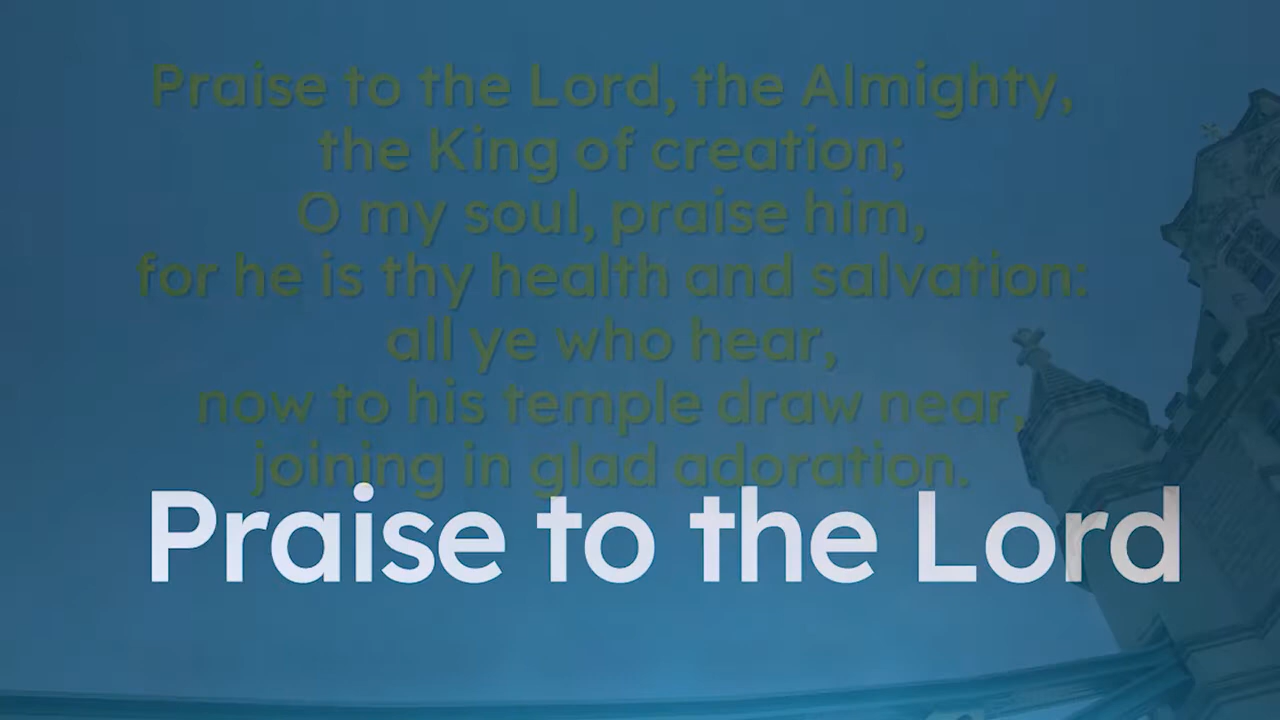 Praise to the Lord, the Almighty,
the King of creation;
O my soul, praise him,
for he is thy health and salvation:
all ye who hear,
now to his temple draw near,
joining in glad adoration.
Praise to the Lord